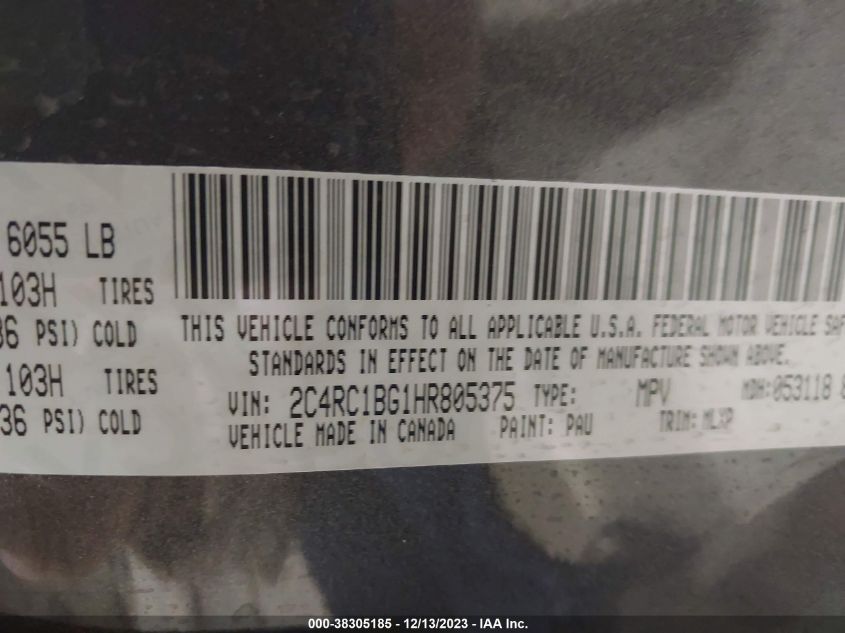 6055 LB
103H TIRES
36 PSI) COLD
103H TIRES
36 PSI) COLD
THIS VEHICLE CONFORMS TO ALL APPLICABLE U.S.A. FEDERAL MOTOR VEHICLE SAF
STANDARDS IN EFFECT ON THE DATE OF MANUFACTURE SHOWN ABOVE.
VIN: 2C4RC1BG1HR805375 TYPE: MPV MDH: 053118
VEHICLE MADE IN CANADA PAINT: PAU TRIM: MLXP
000-38305185 - 12/13/2023 - IAA Inc.